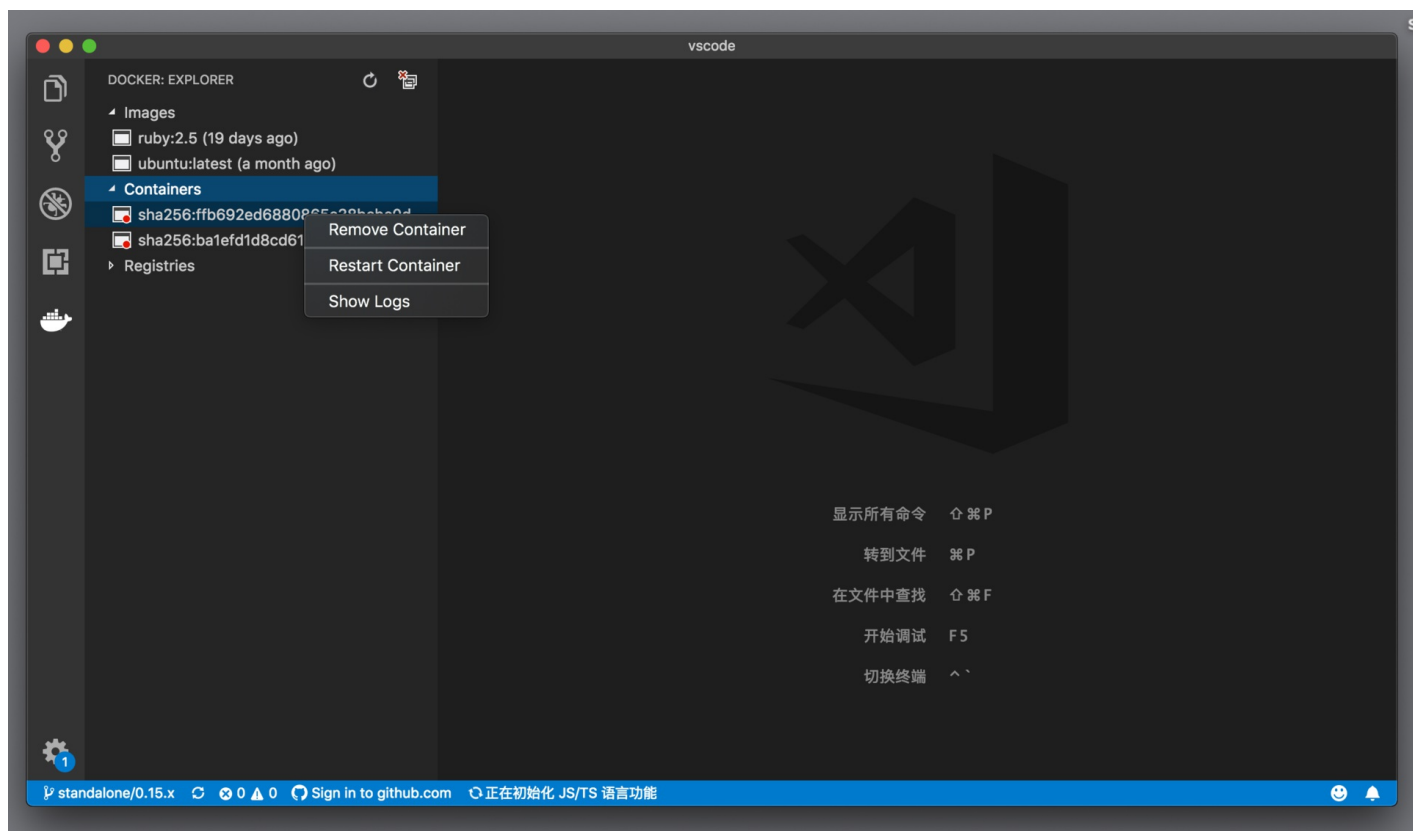 vscode
DOCKER: EXPLORER
Images
ruby:2.5 (19 days ago)
ubuntu:latest (a month ago)
Containers
sha256:ffb692ed6880865
sha256:ba1efd1d8cd61
Registries
Remove Container
Restart Container
Show Logs
显示所有命令 ⇧⌘P
转到文件 ⌘P
在文件中查找 ⇧⌘F
开始调试 F5
切换终端 ^`
1
standalone/0.15.x 0 0 Sign in to github.com 正在初始化 JS/TS 语言功能